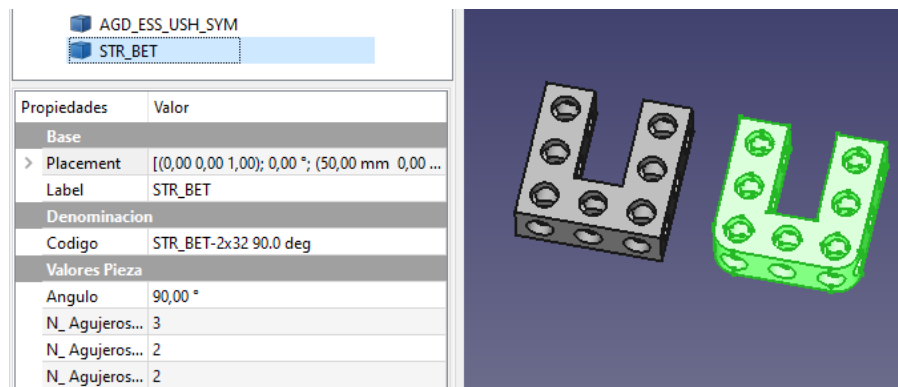 AGD_ESS_USH_SYM
STR_BET
Propiedades Valor
Base
Placement [(0,00 0,00 1,00); 0,00 °; (50,00 mm 0,00 ...
Label STR_BET
Denominacion
Codigo STR_BET-2x32 90.0 deg
Valores Pieza
Angulo 90,00 °
N_ Agujeros... 3
N_ Agujeros... 2
N_ Agujeros... 2